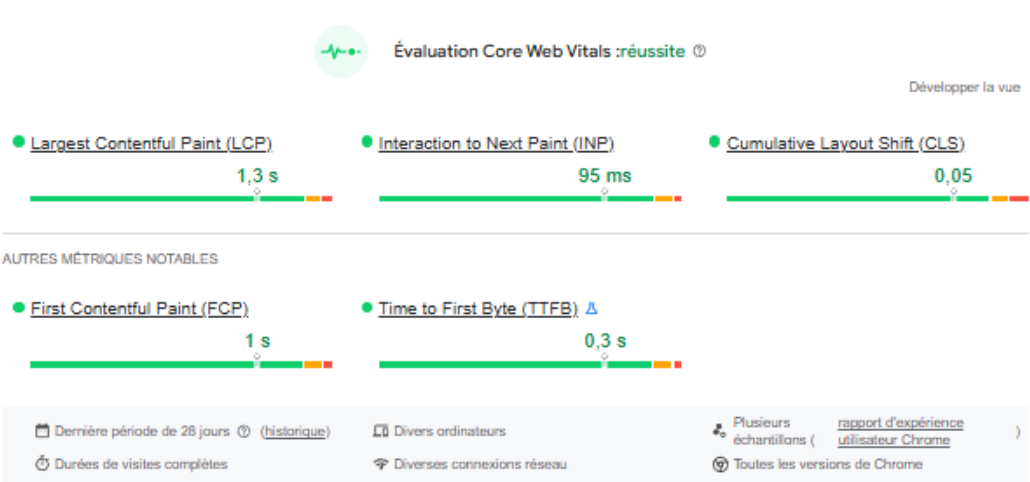 Évaluation Core Web Vitals :réussite
Développer la vue
Largest Contentful Paint (LCP)
1,3 s
Interaction to Next Paint (INP)
95 ms
Cumulative Layout Shift (CLS)
0,05
AUTRES MÉTRIQUES NOTABLES
First Contentful Paint (FCP)
1 s
Time to First Byte (TTFB)
0,3 s
Dernière période de 28 jours (historique)
Divers ordinateurs
Plusieurs
échantillons (
rapport d'expérience
utilisateur Chrome
)
Durées de visites complètes
Diverses connexions réseau
Toutes les versions de Chrome